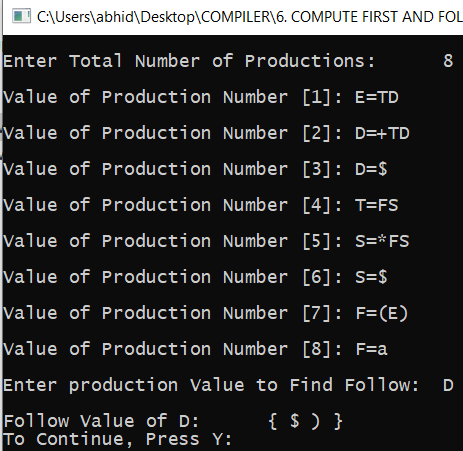 C:\Users\abhid\Desktop\COMPILER\6. COMPUTE FIRST AND FOL
Enter Total Number of Productions: 8
Value of Production Number [1]: E=TD
Value of Production Number [2]: D=+TD
Value of Production Number [3]: D=$
Value of Production Number [4]: T=FS
Value of Production Number [5]: S=*FS
Value of Production Number [6]: S=$
Value of Production Number [7]: F=(E)
Value of Production Number [8]: F=a
Enter production Value to Find Follow: D
Follow Value of D: { $ ) }
To Continue, Press Y: